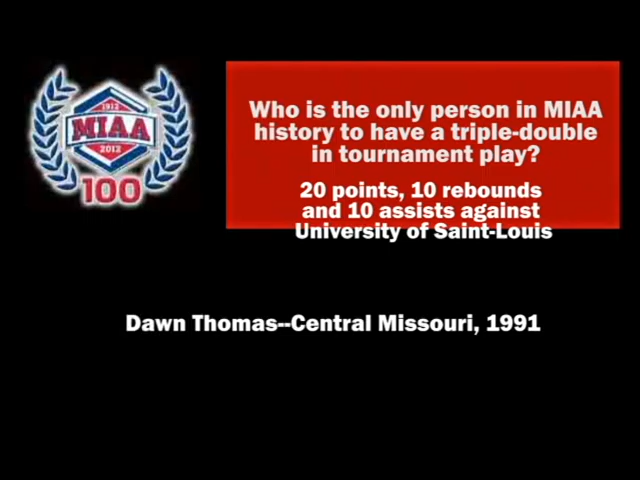 1912
MIAA
2012
100
Who is the only person in MIAA
history to have a triple-double
in tournament play?
20 points, 10 rebounds
and 10 assists against
University of Saint-Louis
Dawn Thomas--Central Missouri, 1991